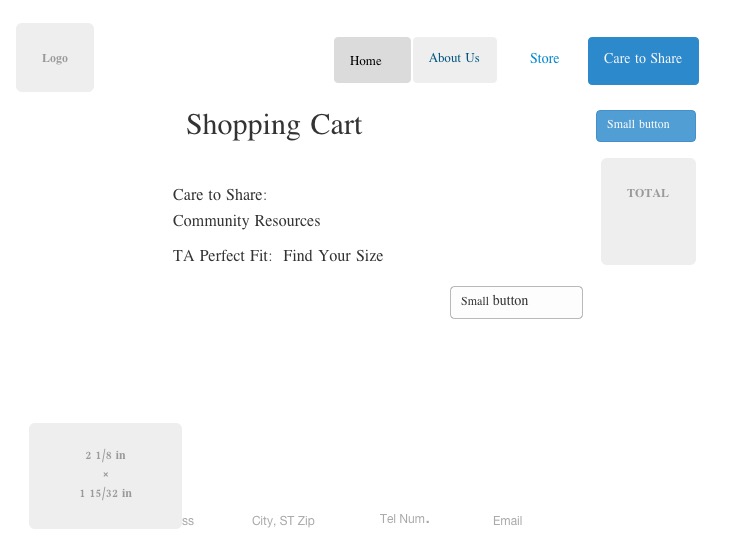 Logo
Home
About Us
Store
Care to Share
Shopping Cart
Small button
Care to Share:
Community Resources
TOTAL
TA Perfect Fit:  Find Your Size
Small button
2 1/8 in
×
1 15/32 in
ss
City, ST Zip
Tel Num.
Email